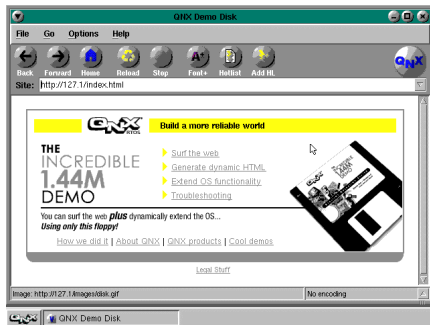 QNX Demo Disk
File Go Options Help
Back Forward Home Reload Stop Font+ Hotlist Add HL
QNX
Site: http://127.1/index.html
QNX
RTOS
Build a more reliable world
THE
INCREDIBLE
1.44M
DEMO
Surf the web
Generate dynamic HTML
Extend OS functionality
Troubleshooting
You can surf the web plus dynamically extend the OS...
Using only this floppy!
How we did it | About QNX | QNX products | Cool demos
Legal Stuff
Image: http://127.1/images/disk.gif
No encoding
QNX
QNX Demo Disk